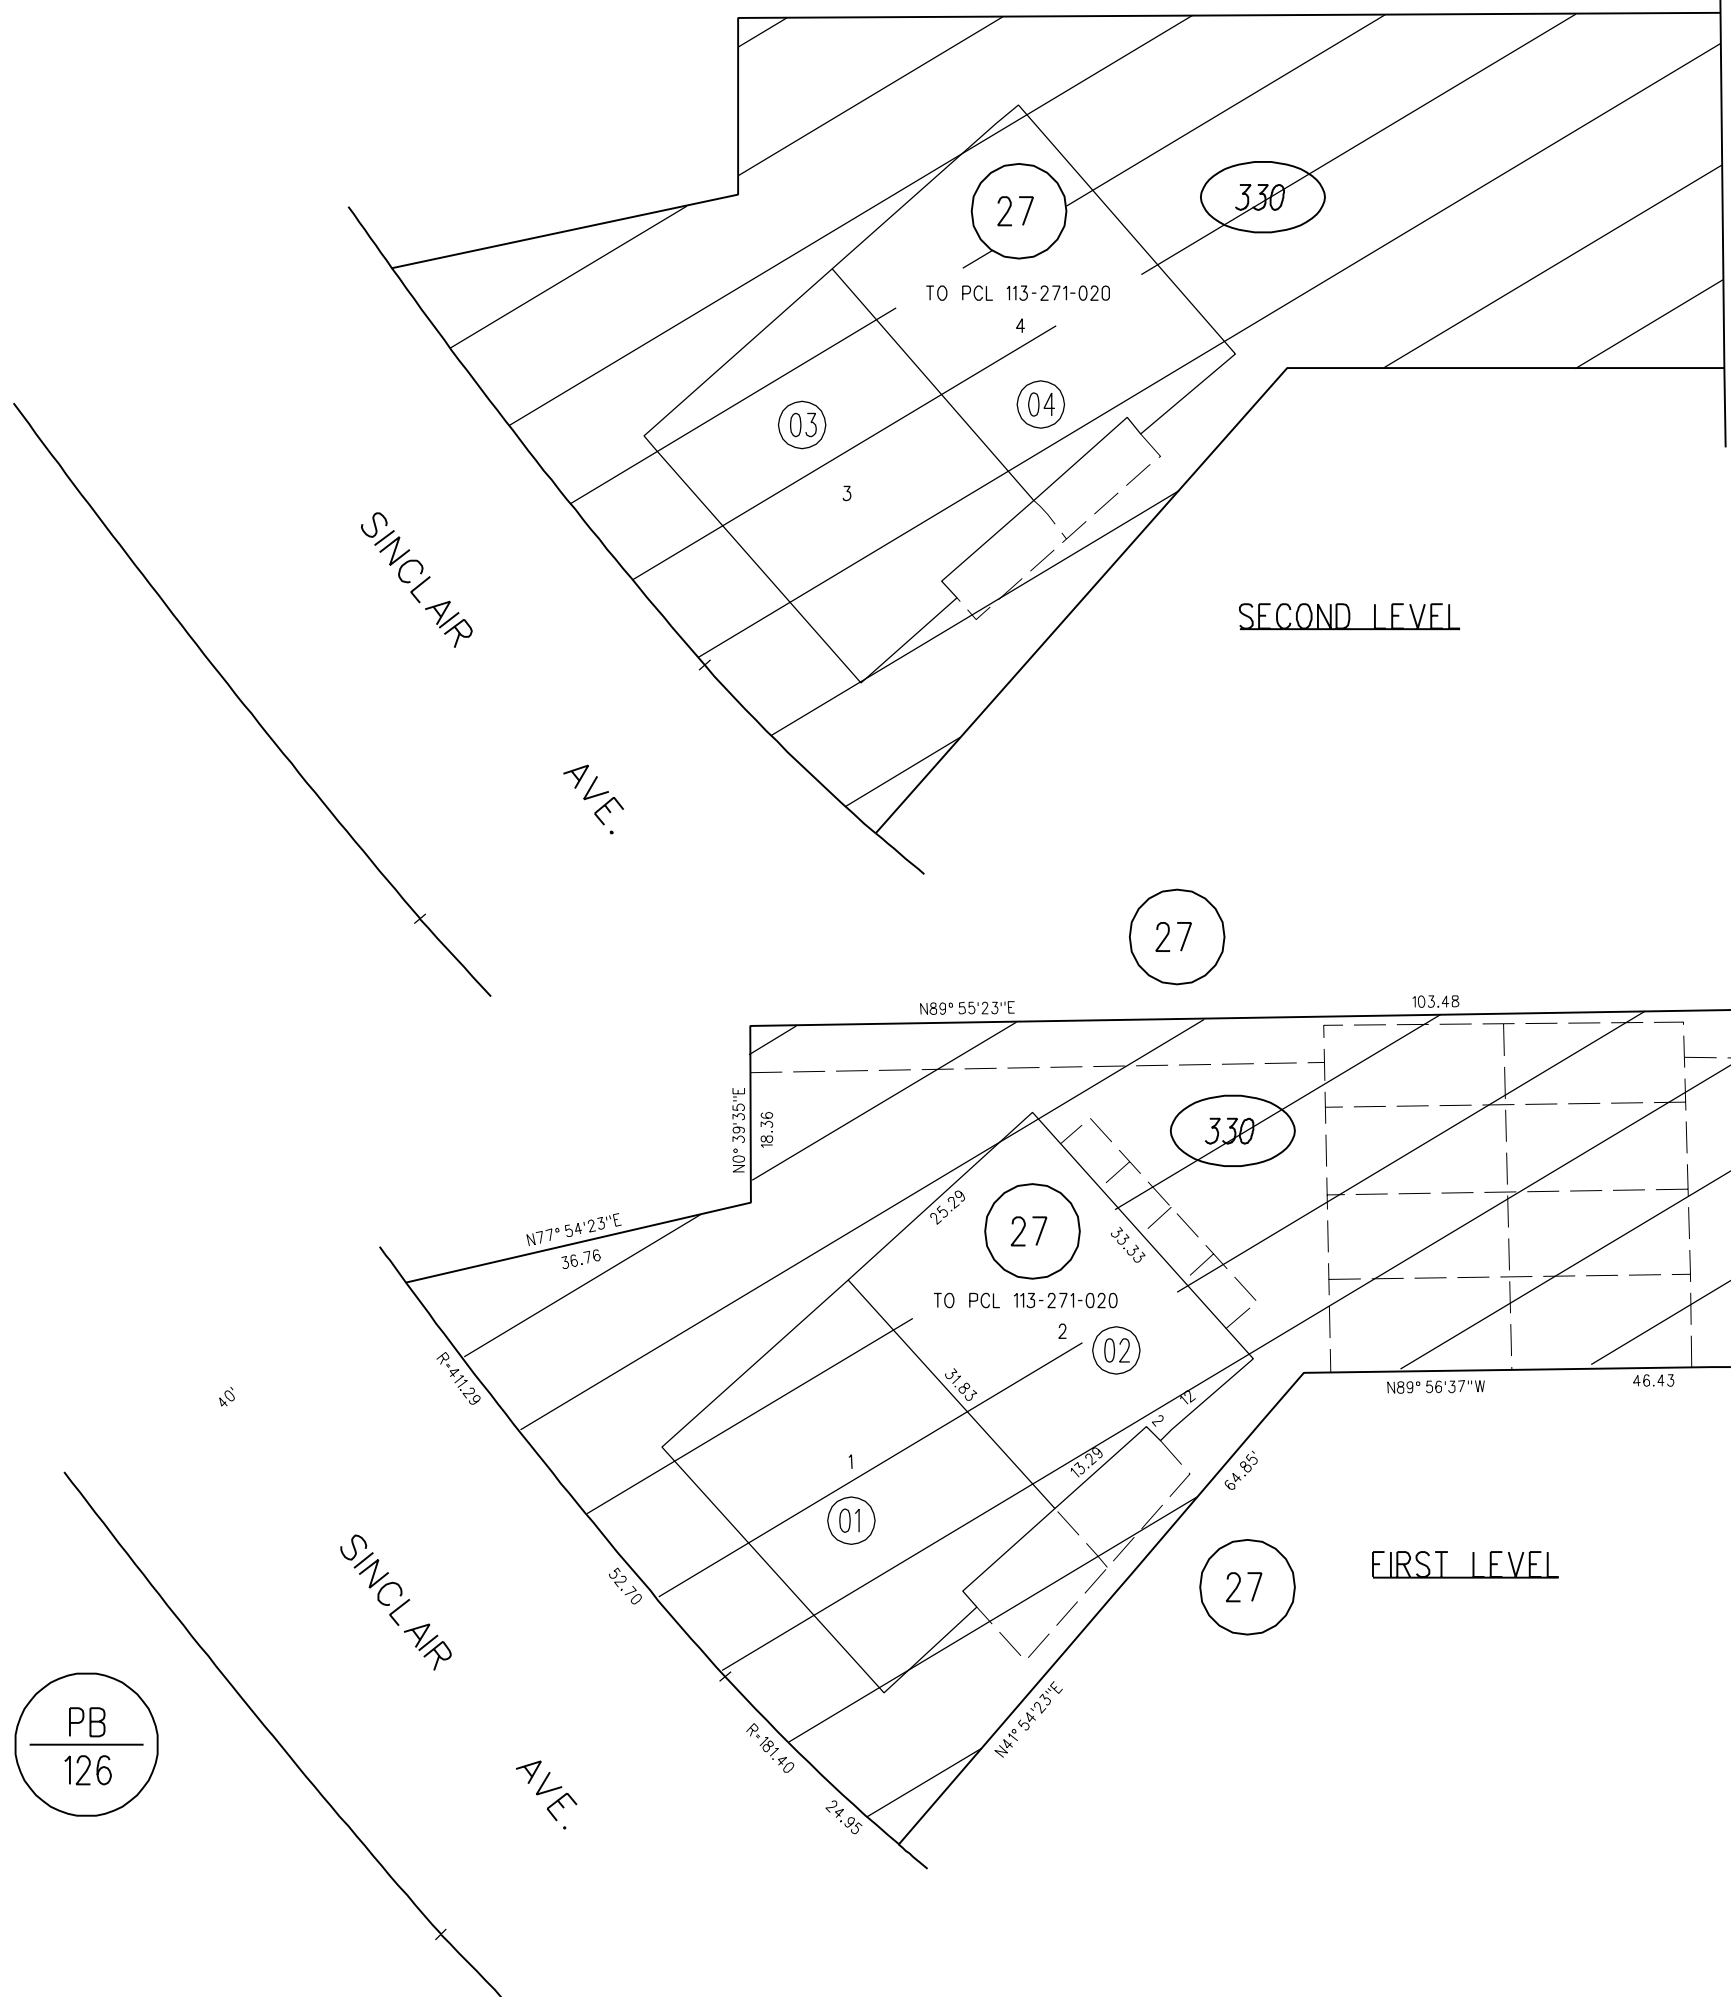 27
330
TO PCL 113-271-020
4
03
04
3
SINCLAIR
AVE.
SECOND LEVEL
27
N89° 55'23"E
103.48
N0° 39'35"E
18.36
330
N77° 54'23"E
36.76
25.29
27
33.33
TO PCL 113-271-020
2
02
R=411.29
40'
31.83
12
2
N89° 56'37"W
46.43
1
13.29
64.85'
01
27
FIRST LEVEL
SINCLAIR
52.70
N41° 54'23"E
PB
126
R=181.40
AVE.
24.95